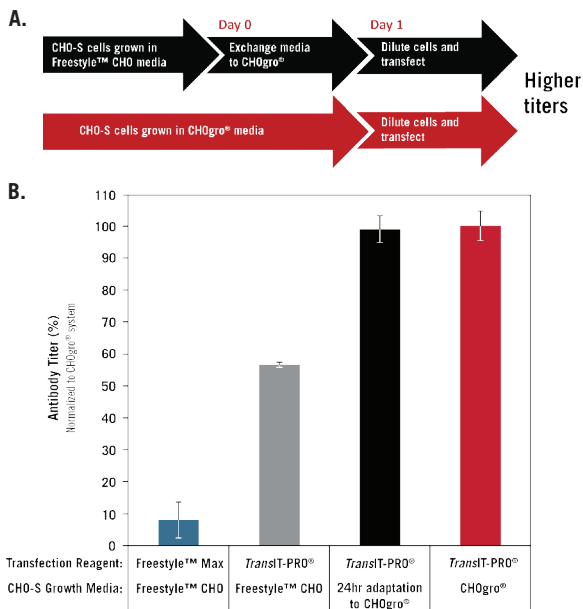 A.
Day 0
Day 1
CHO-S cells grown in
Freestyle™ CHO media
Exchange media
to CHOgro®
Dilute cells and
transfect
CHO-S cells grown in CHOgro® media
Dilute cells and
transfect
Higher
titers
B.
Antibody Titer (%)
Normalized to CHOgro® system
110
100
90
80
70
60
50
40
30
20
10
0
Transfection Reagent: Freestyle™ Max TransIT-PRO® TransIT-PRO® TransIT-PRO®
CHO-S Growth Media: Freestyle™ CHO Freestyle™ CHO 24hr adaptation CHOgro®
to CHOgro®